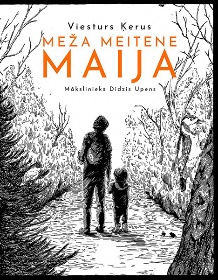 Viesturs Ķerus
MEŽA MEITENE
MAIJA
Mākslinieks Didzis Upens